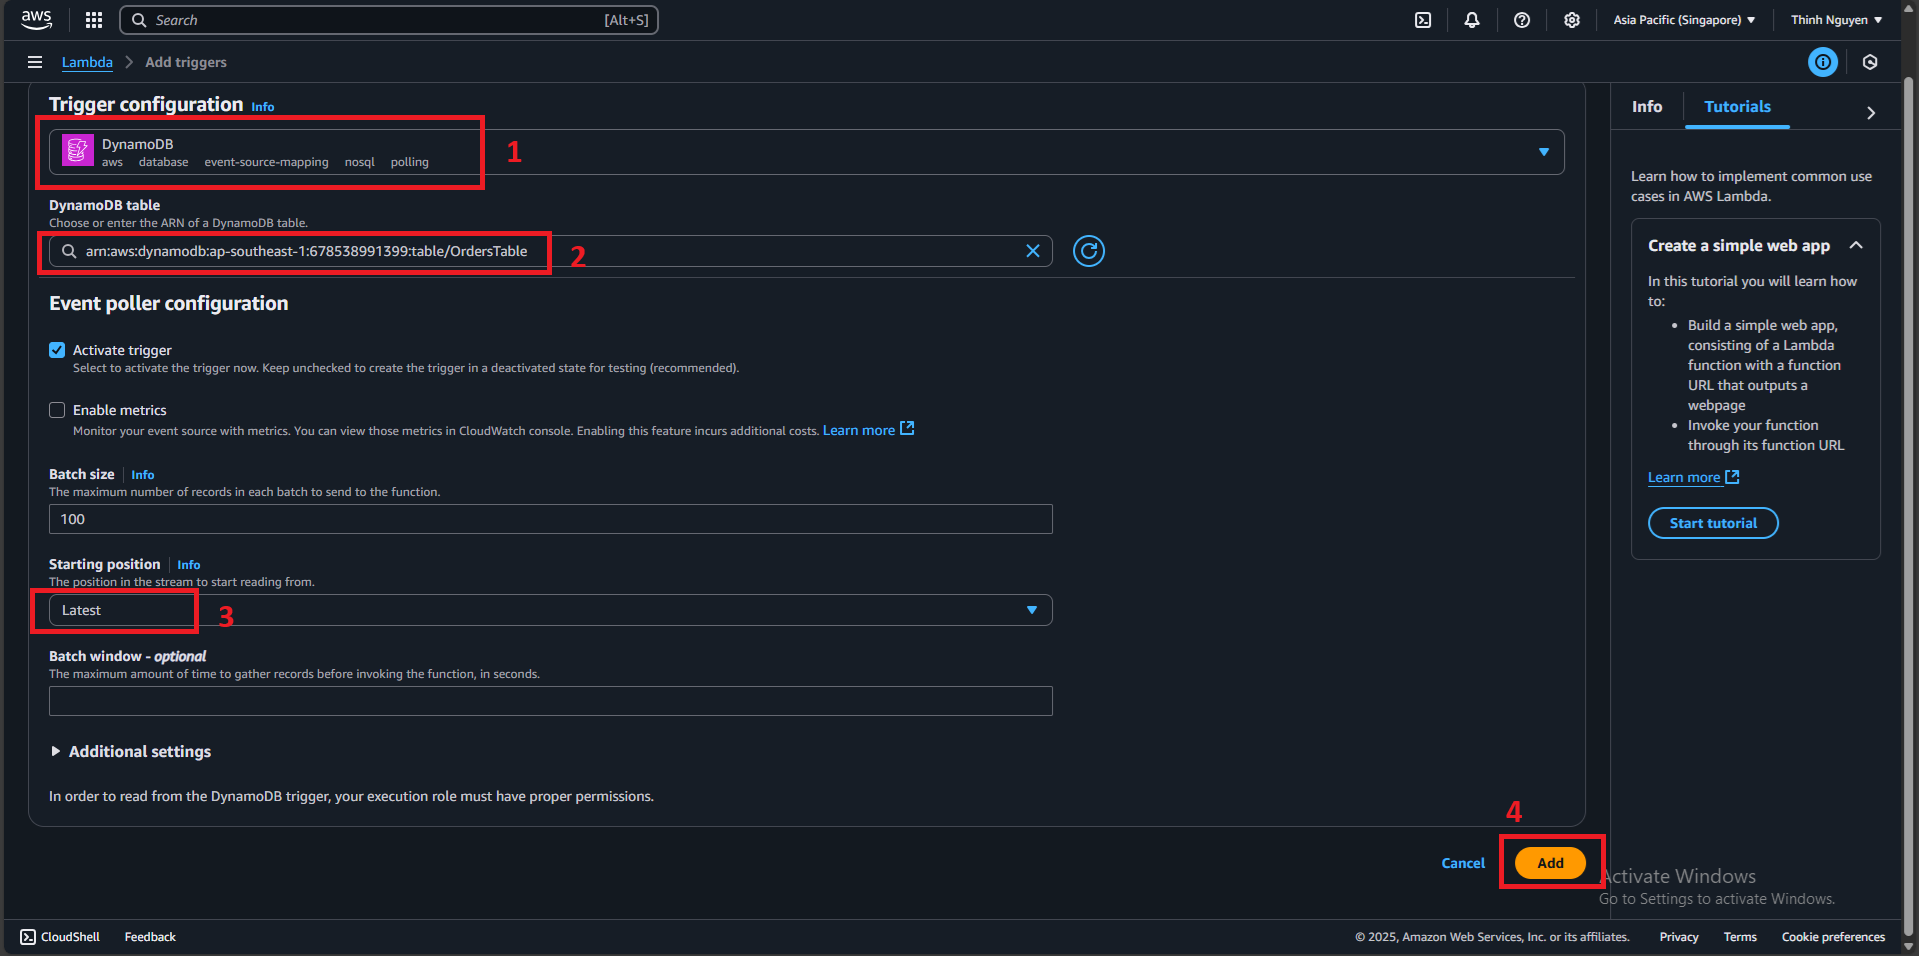 aws
Search
[Alt+S]
Asia Pacific (Singapore)
Thinh Nguyen
Lambda
Add triggers
Trigger configuration Info
1
DynamoDB
aws database event-source-mapping nosql polling
DynamoDB table
Choose or enter the ARN of a DynamoDB table.
arn:aws:dynamodb:ap-southeast-1:678538991399:table/OrdersTable
2
Event poller configuration
Activate trigger
Select to activate the trigger now. Keep unchecked to create the trigger in a deactivated state for testing (recommended).
Enable metrics
Monitor your event source with metrics. You can view those metrics in CloudWatch console. Enabling this feature incurs additional costs. Learn more
Batch size Info
The maximum number of records in each batch to send to the function.
100
Starting position Info
The position in the stream to start reading from.
Latest
3
Batch window - optional
The maximum amount of time to gather records before invoking the function, in seconds.
Additional settings
In order to read from the DynamoDB trigger, your execution role must have proper permissions.
4
Cancel
Add
Info
Tutorials
Learn how to implement common use
cases in AWS Lambda.
Create a simple web app
In this tutorial you will learn how
to:
• Build a simple web app,
consisting of a Lambda
function with a function
URL that outputs a
webpage
• Invoke your function
through its function URL
Learn more
Start tutorial
Activate Windows
Go to Settings to activate Windows.
CloudShell
Feedback
© 2025, Amazon Web Services, Inc. or its affiliates.
Privacy
Terms
Cookie preferences